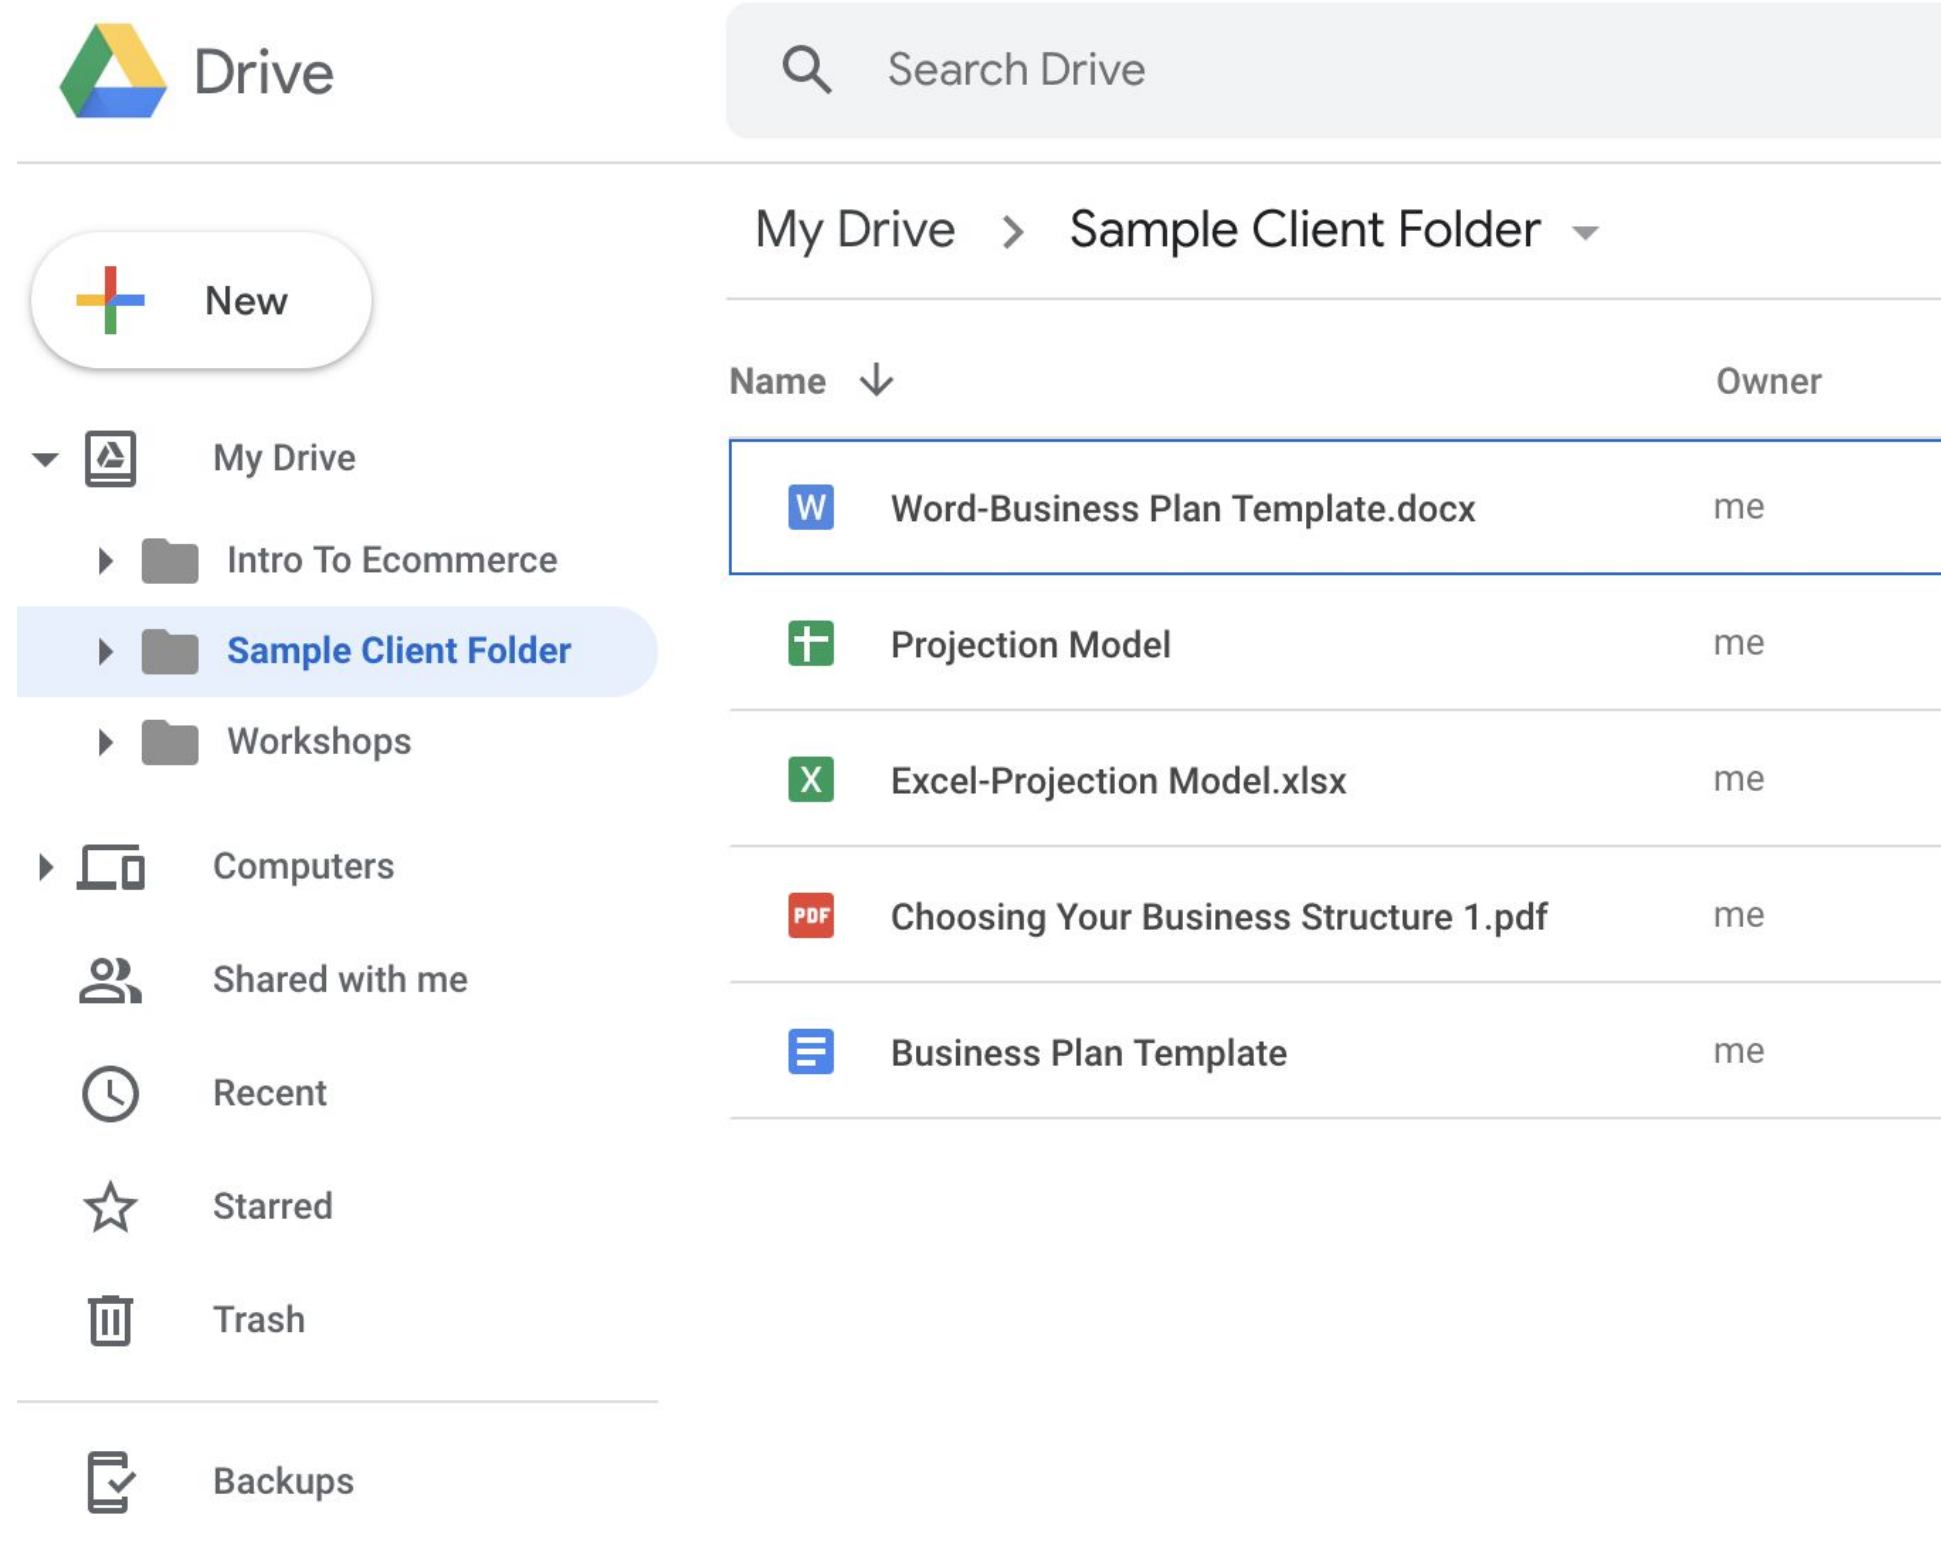 Drive
Search Drive
My Drive > Sample Client Folder
New
Name Owner
My Drive
Intro To Ecommerce
Sample Client Folder
Workshops
Computers
Shared with me
Recent
Starred
Trash
Backups
W Word-Business Plan Template.docx me
Projection Model me
X Excel-Projection Model.xlsx me
PDF Choosing Your Business Structure 1.pdf me
Business Plan Template me